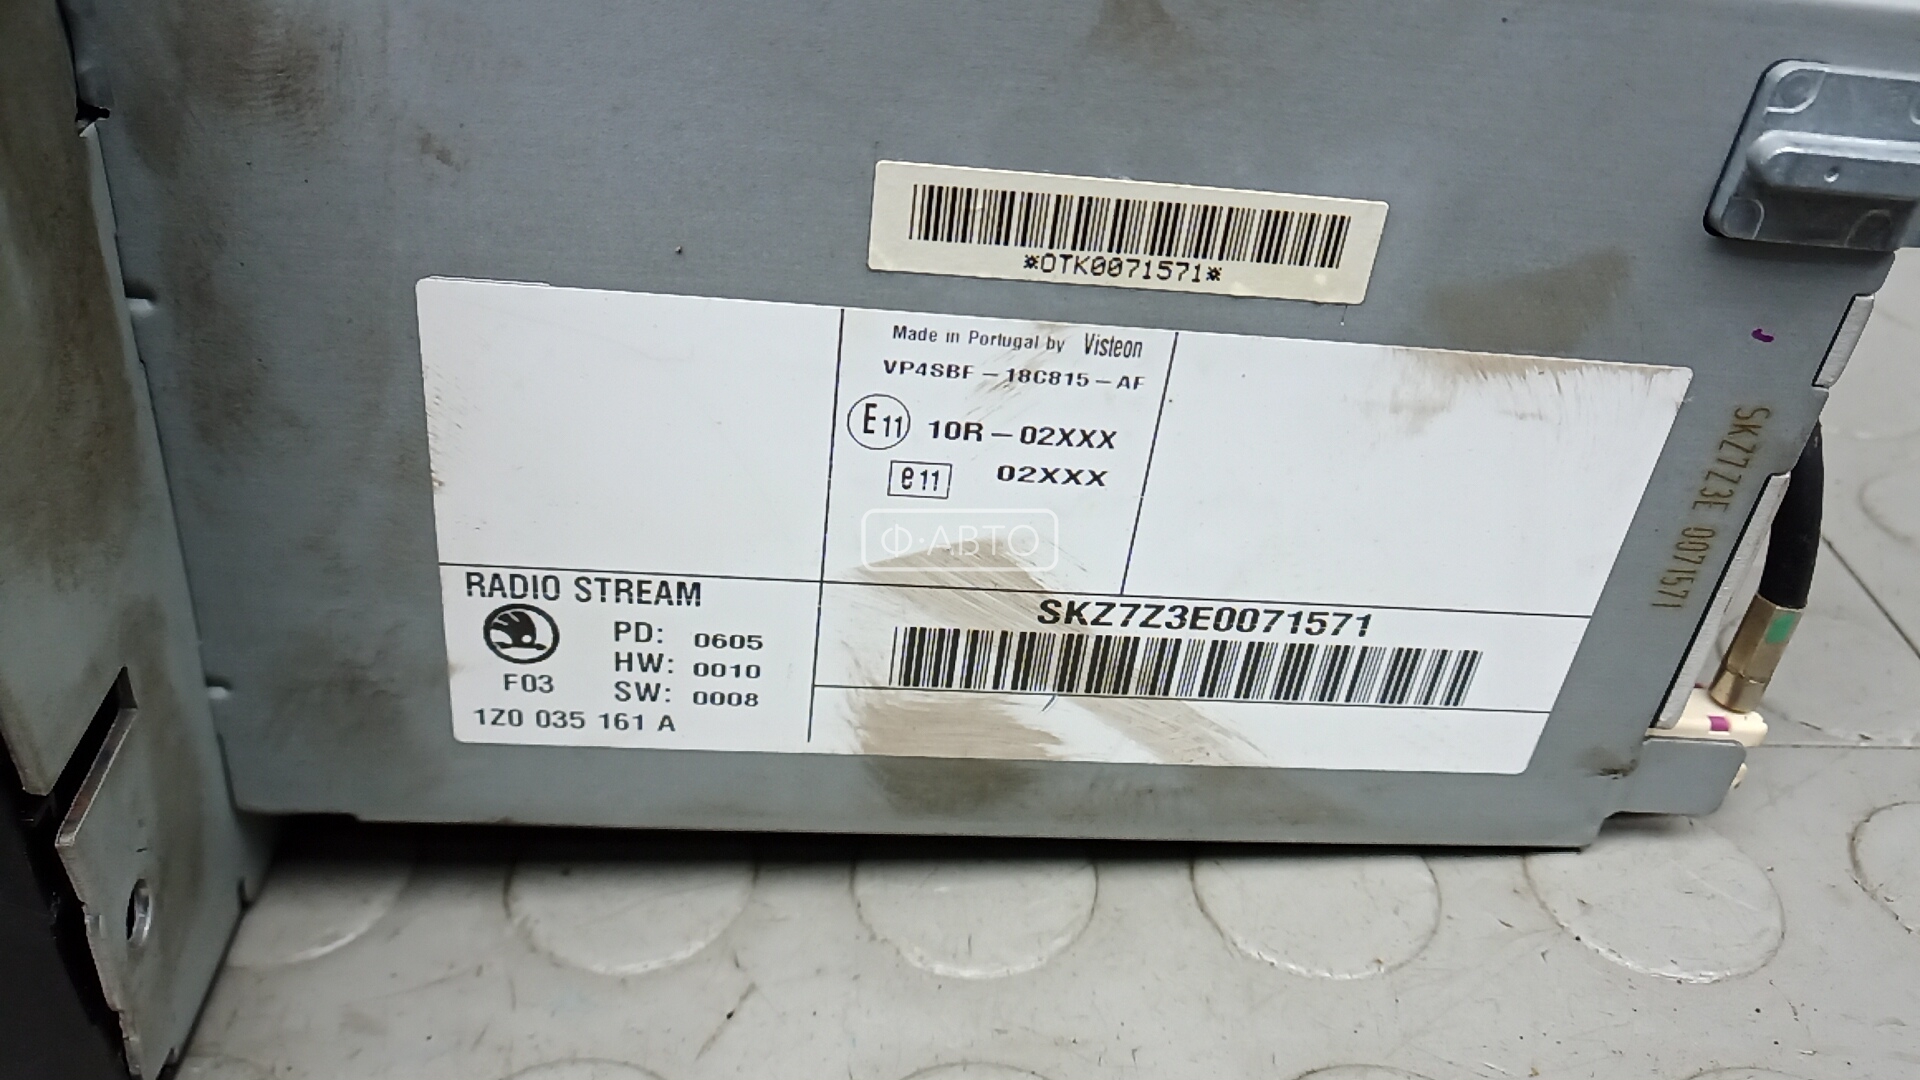 *OTK0071571*
Made in Portugal by Visteon
VP4SBF - 18C815 - AF
E11 10R - 02XXX
e11 02XXX
Ф·АВТО
RADIO STREAM
PD: 0605
HW: 0010
F03
SW: 0008
1Z0 035 161 A
SKZ7Z3E0071571
SKZ7Z3E 0071571